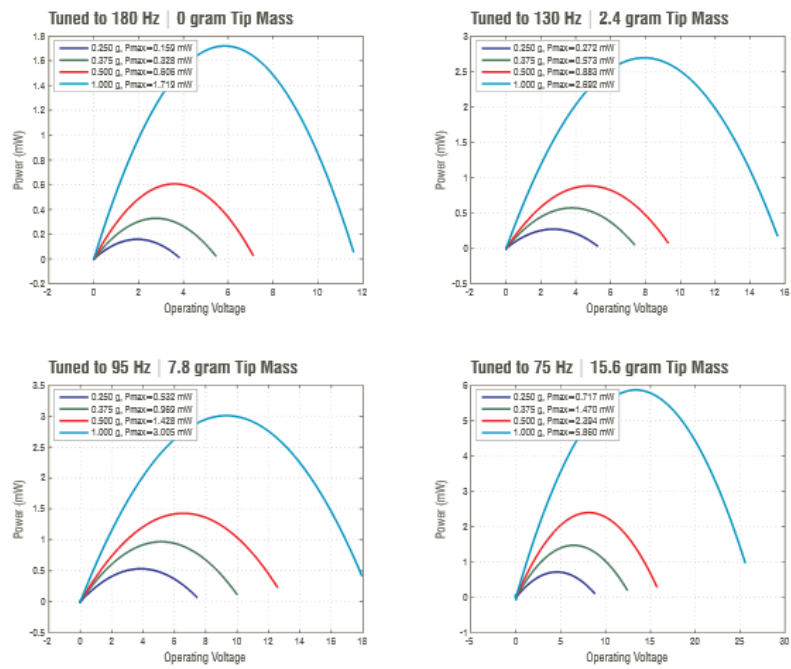 Tuned to 180 Hz | 0 gram Tip Mass
1.8
1.6
1.4
1.2
1
0.8
0.6
0.4
0.2
0
-0.2
Power (mW)
0.250 g, Pmax=0.159 mW
0.375 g, Pmax=0.328 mW
0.500 g, Pmax=0.606 mW
1.000 g, Pmax=1.719 mW
-2 0 2 4 6 8 10 12
Operating Voltage
Tuned to 130 Hz | 2.4 gram Tip Mass
3
2.5
2
1.5
1
0.5
0
-0.5
Power (mW)
0.250 g, Pmax=0.272 mW
0.375 g, Pmax=0.573 mW
0.500 g, Pmax=0.883 mW
1.000 g, Pmax=2.692 mW
-2 0 2 4 6 8 10 12 14 16
Operating Voltage
Tuned to 95 Hz | 7.8 gram Tip Mass
3.5
3
2.5
2
1.5
1
0.5
0
-0.5
Power (mW)
0.250 g, Pmax=0.532 mW
0.375 g, Pmax=0.969 mW
0.500 g, Pmax=1.428 mW
1.000 g, Pmax=3.005 mW
-2 0 2 4 6 8 10 12 14 16 18
Operating Voltage
Tuned to 75 Hz | 15.6 gram Tip Mass
6
5
4
3
2
1
0
-1
Power (mW)
0.250 g, Pmax=0.717 mW
0.375 g, Pmax=1.470 mW
0.500 g, Pmax=2.394 mW
1.000 g, Pmax=5.860 mW
-5 0 5 10 15 20 25 30
Operating Voltage